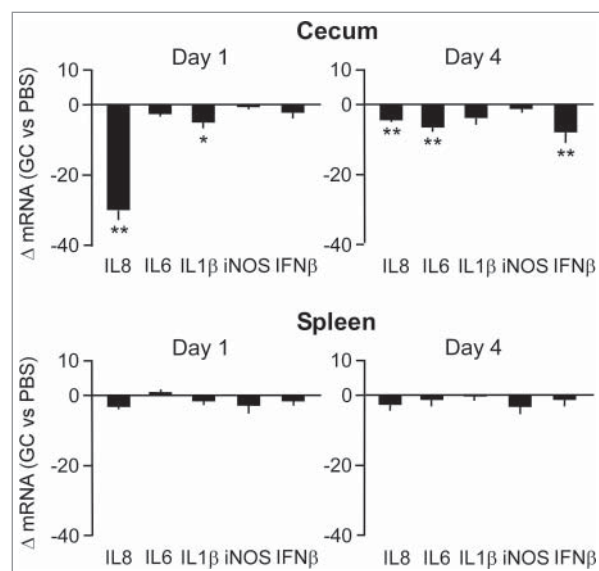 Cecum
Day 1
Day 4
Δ mRNA (GC vs PBS)
10
0
-20
-40
**
*
IL8 IL6 IL1β iNOS IFNβ
10
0
-20
-40
**
**
**
IL8 IL6 IL1β iNOS IFNβ
Spleen
Day 1
Day 4
Δ mRNA (GC vs PBS)
10
0
-20
-40
IL8 IL6 IL1β iNOS IFNβ
10
0
-20
-40
IL8 IL6 IL1β iNOS IFNβ